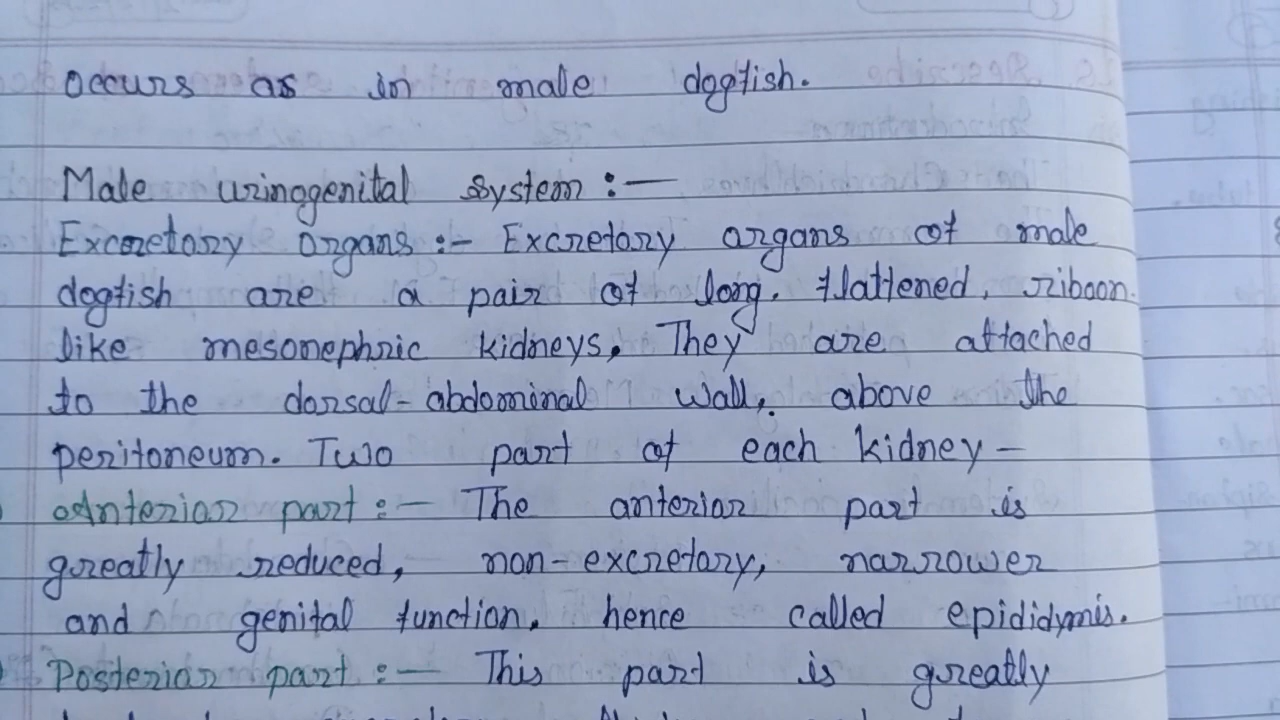 occurs as in male dogfish.
Male urinogenital system :—
Excretory organs :- Excretory organs of male
dogfish are a pair of long, flattened, riboon
like mesonephric kidneys. They are attached
to the dorsal-abdominal wall, above the
peritoneum. Two part of each kidney –
Anterior part :- The anterior part is
greatly reduced, non-excretory, narrower
and genital function, hence called epididymis.
Posterior part :- This part is greatly